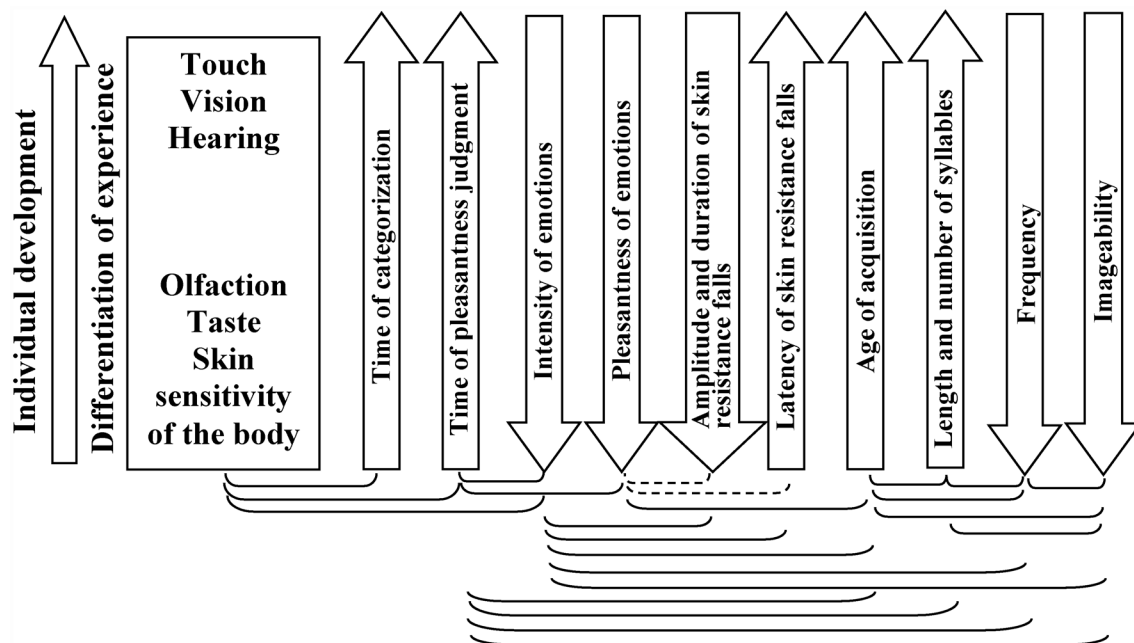 Individual development
Differentiation of experience
Touch
Vision
Hearing
Olfaction
Taste
Skin
sensitivity
of the body
Time of categorization
Time of pleasantness judgment
Intensity of emotions
Pleasantness of emotions
Amplitude and duration of skin
resistance falls
Latency of skin resistance falls
Age of acquisition
Length and number of syllables
Frequency
Imageability